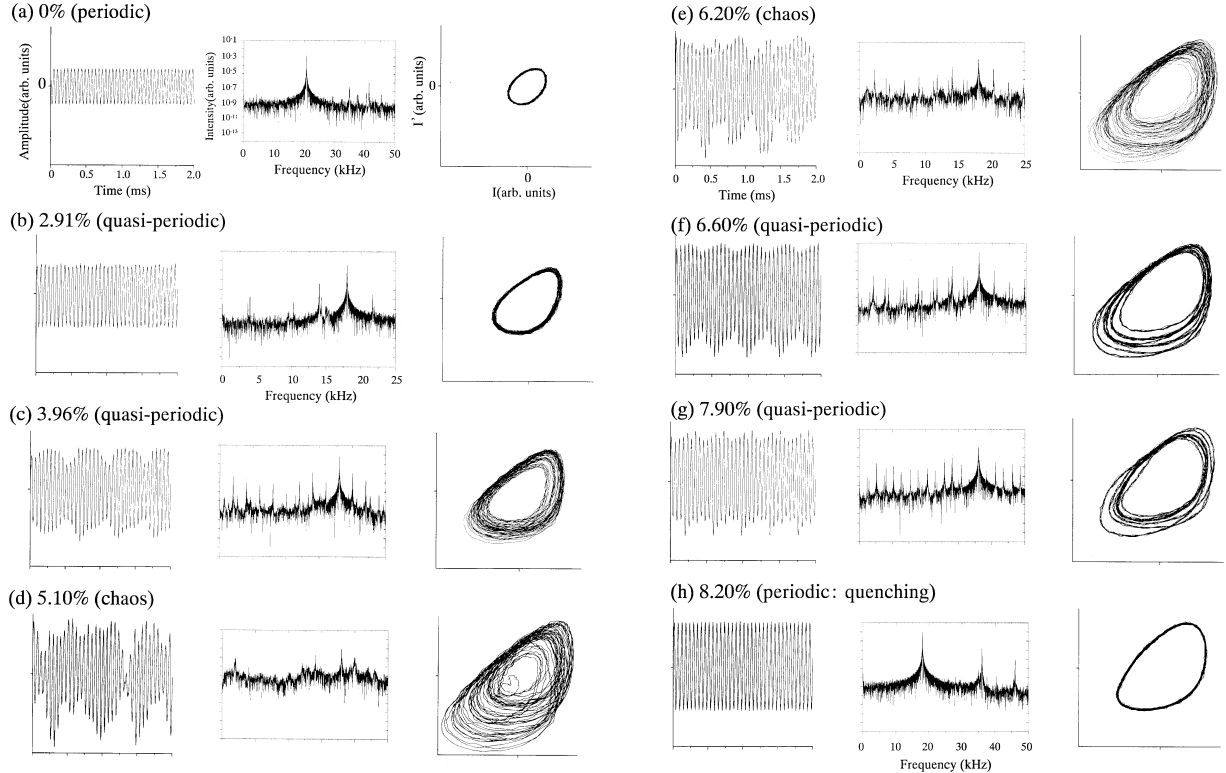 (a) 0% (periodic)
Amplitude(arb. units)
0
0 0.5 1.0 1.5 2.0
Time (ms)
Intensity(arb. units)
10-1
10-3
10-5
10-7
10-9
10-11
10-13
0 10 20 30 40 50
Frequency (kHz)
I' (arb. units)
0
0
I(arb. units)
(b) 2.91% (quasi-periodic)
0 5 10 15 20 25
Frequency (kHz)
(c) 3.96% (quasi-periodic)
(d) 5.10% (chaos)
(e) 6.20% (chaos)
0 0.5 1.0 1.5 2.0
Time (ms)
0 5 10 15 20 25
Frequency (kHz)
(f) 6.60% (quasi-periodic)
(g) 7.90% (quasi-periodic)
(h) 8.20% (periodic: quenching)
0 10 20 30 40 50
Frequency (kHz)